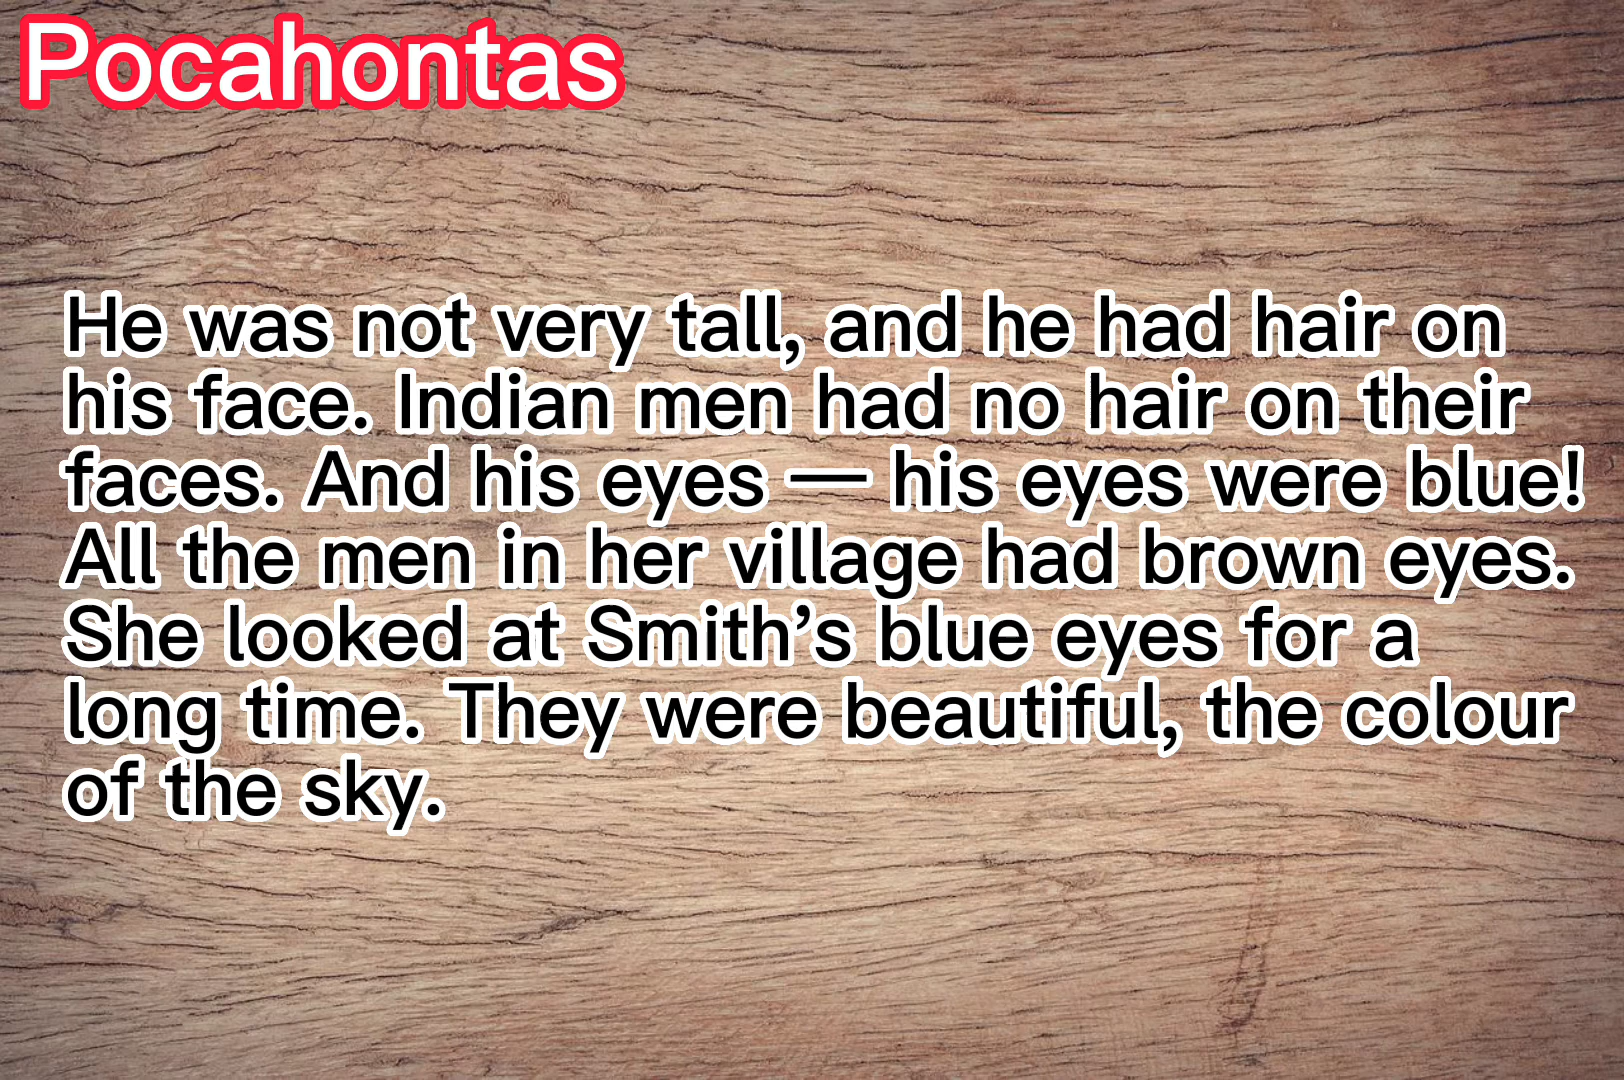 Pocahontas
He was not very tall, and he had hair on
his face. Indian men had no hair on their
faces. And his eyes — his eyes were blue!
All the men in her village had brown eyes.
She looked at Smith’s blue eyes for a
long time. They were beautiful, the colour
of the sky.